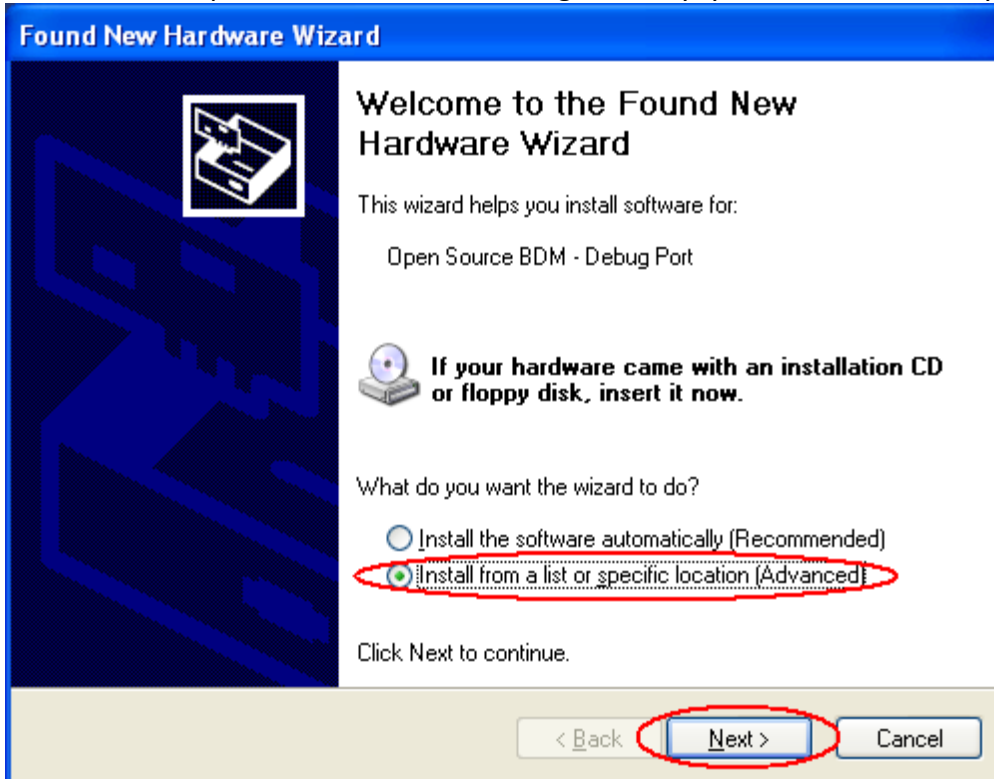 Found New Hardware Wizard
Welcome to the Found New
Hardware Wizard
This wizard helps you install software for:
Open Source BDM - Debug Port
If your hardware came with an installation CD
or floppy disk, insert it now.
What do you want the wizard to do?
Install the software automatically (Recommended)
Install from a list or specific location (Advanced)
Click Next to continue.
< Back Next > Cancel